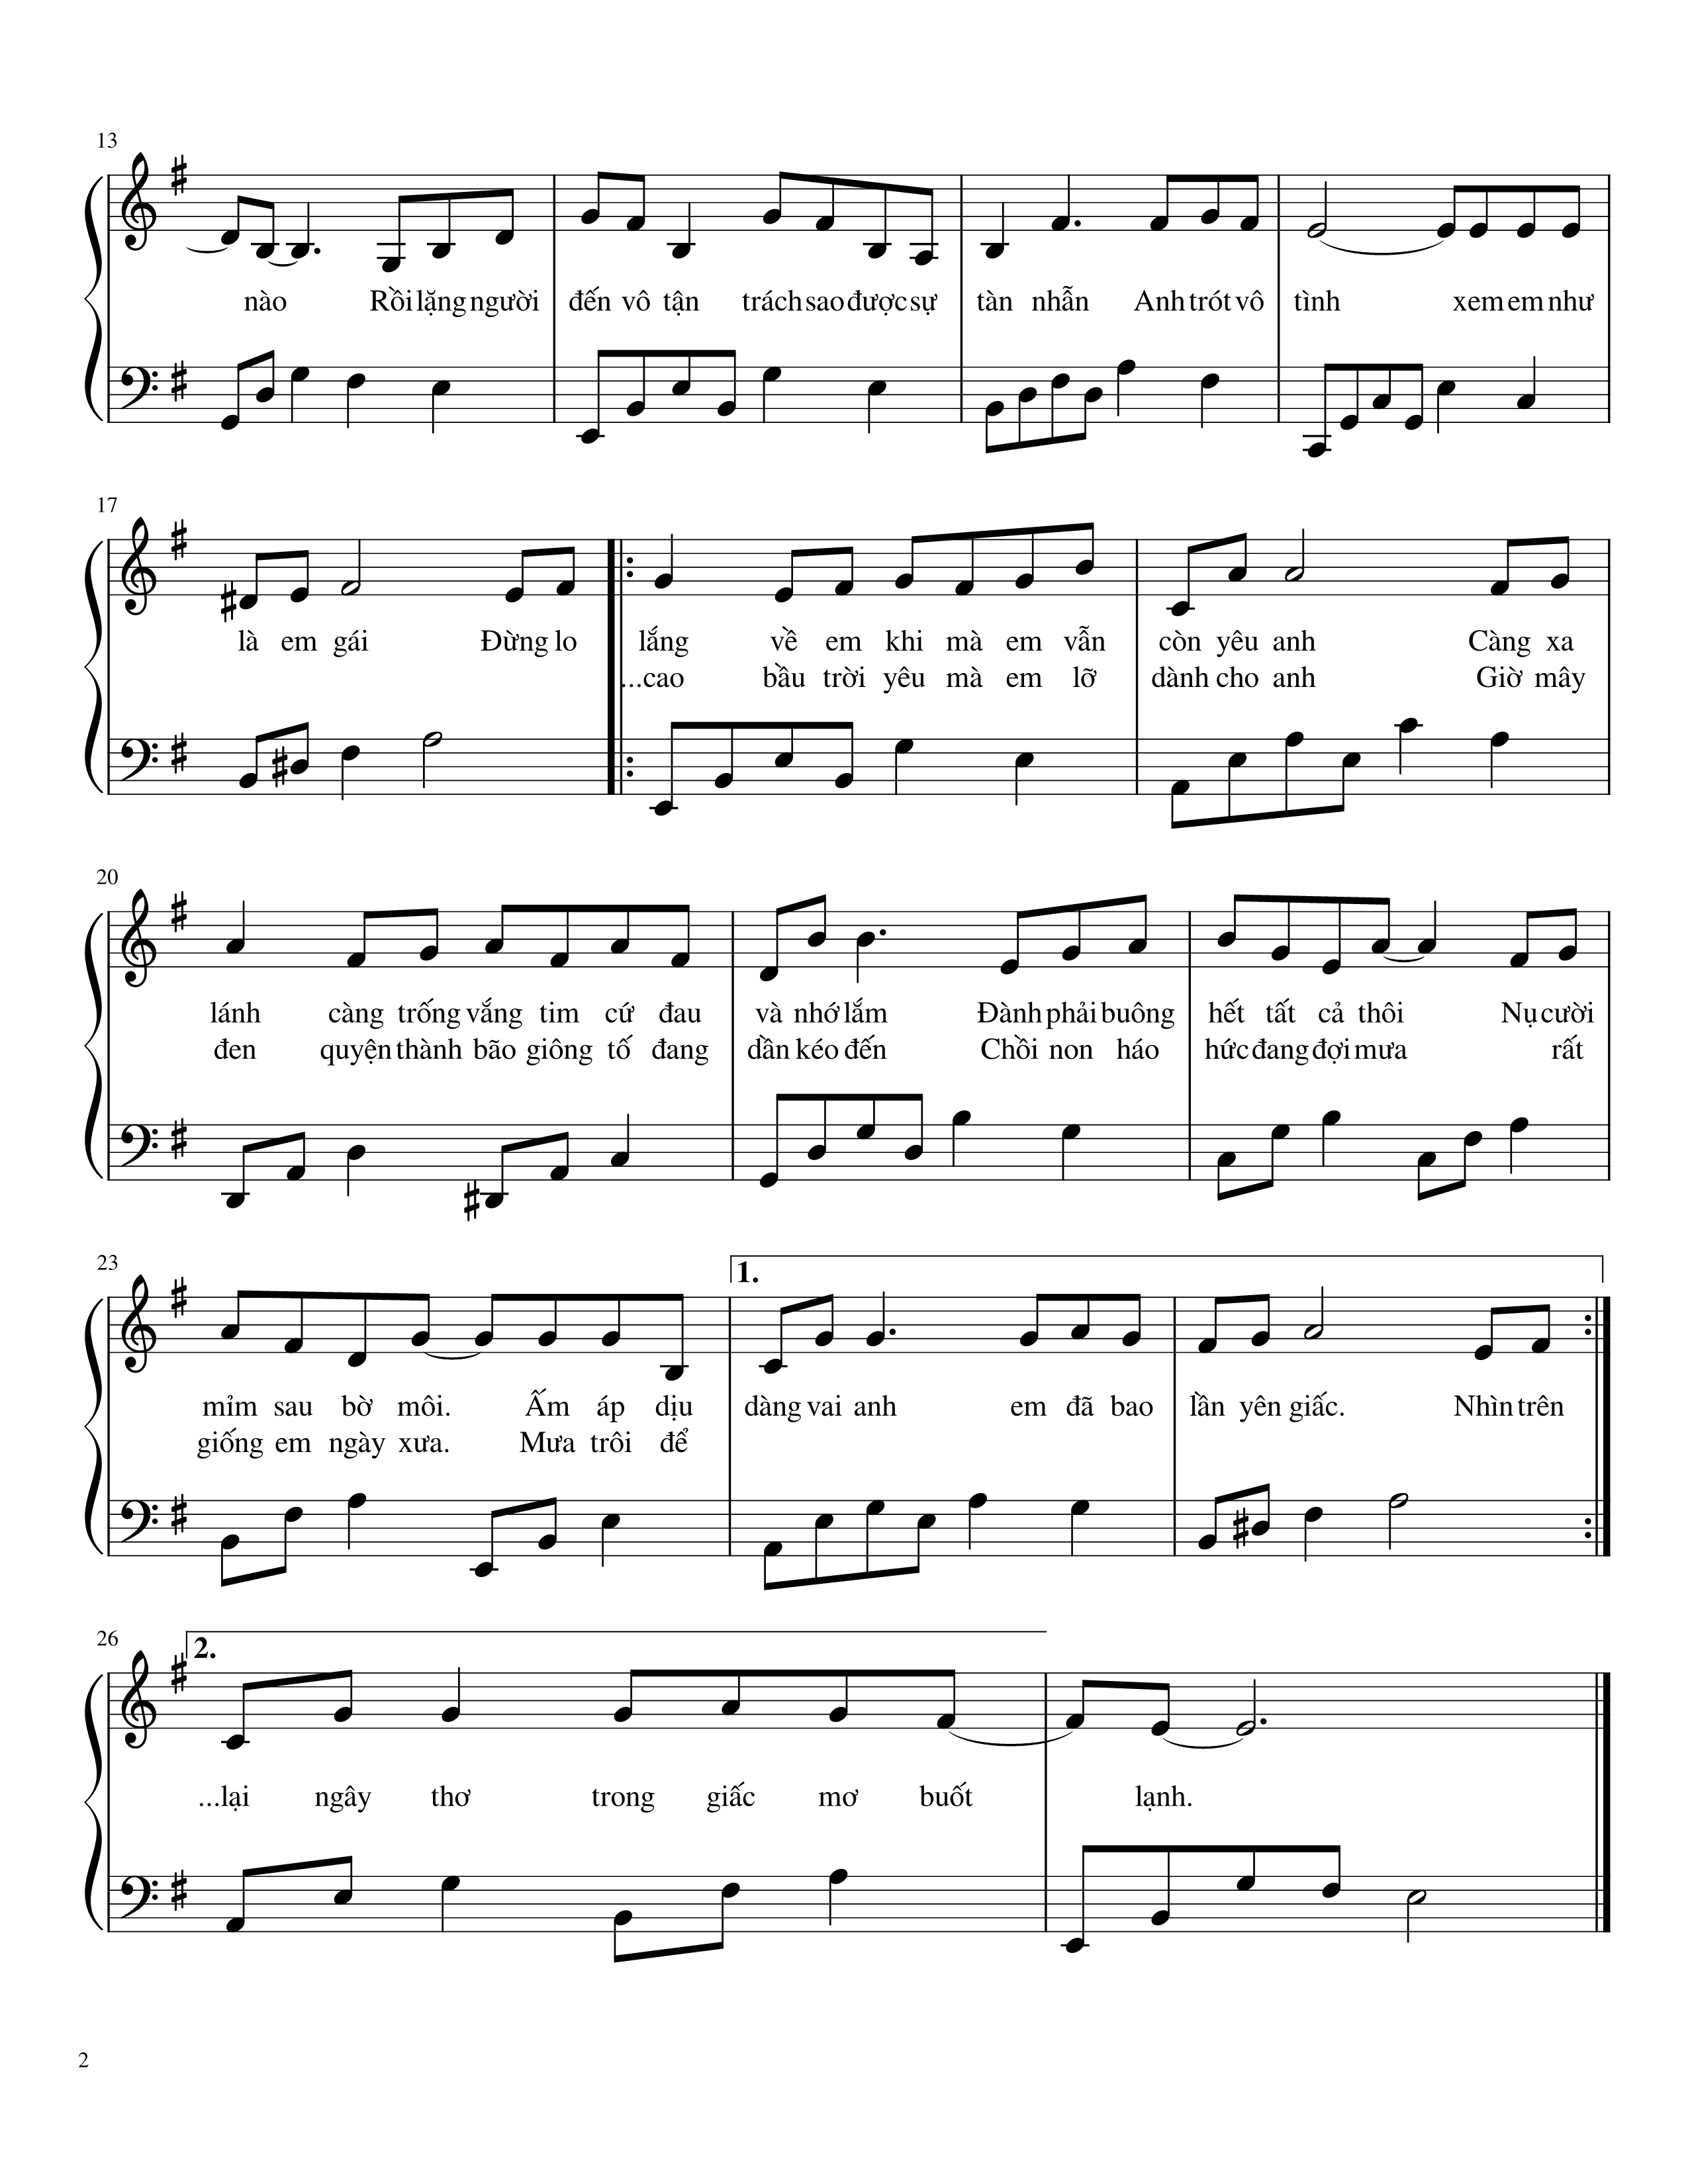 13
nào Rồi lặng người đến vô tận trách sao được sự tàn nhẫn Anh trót vô tình xem em như
17
là em gái Đừng lo lắng về em khi mà em vẫn còn yêu anh Càng xa
...cao bầu trời yêu mà em lỡ dành cho anh Giờ mây
20
lánh càng trống vắng tim cứ đau và nhớ lắm Đành phải buông hết tất cả thôi Nụ cười
đen quyện thành bão giông tố đang dần kéo đến Chồi non háo hức đang đợi mưa rất
23
1.
mỉm sau bờ môi. Ấm áp dịu dàng vai anh em đã bao lần yên giấc. Nhìn trên
giống em ngày xưa. Mưa trôi để
26
2.
...lại ngây thơ trong giấc mơ buốt lạnh.
2